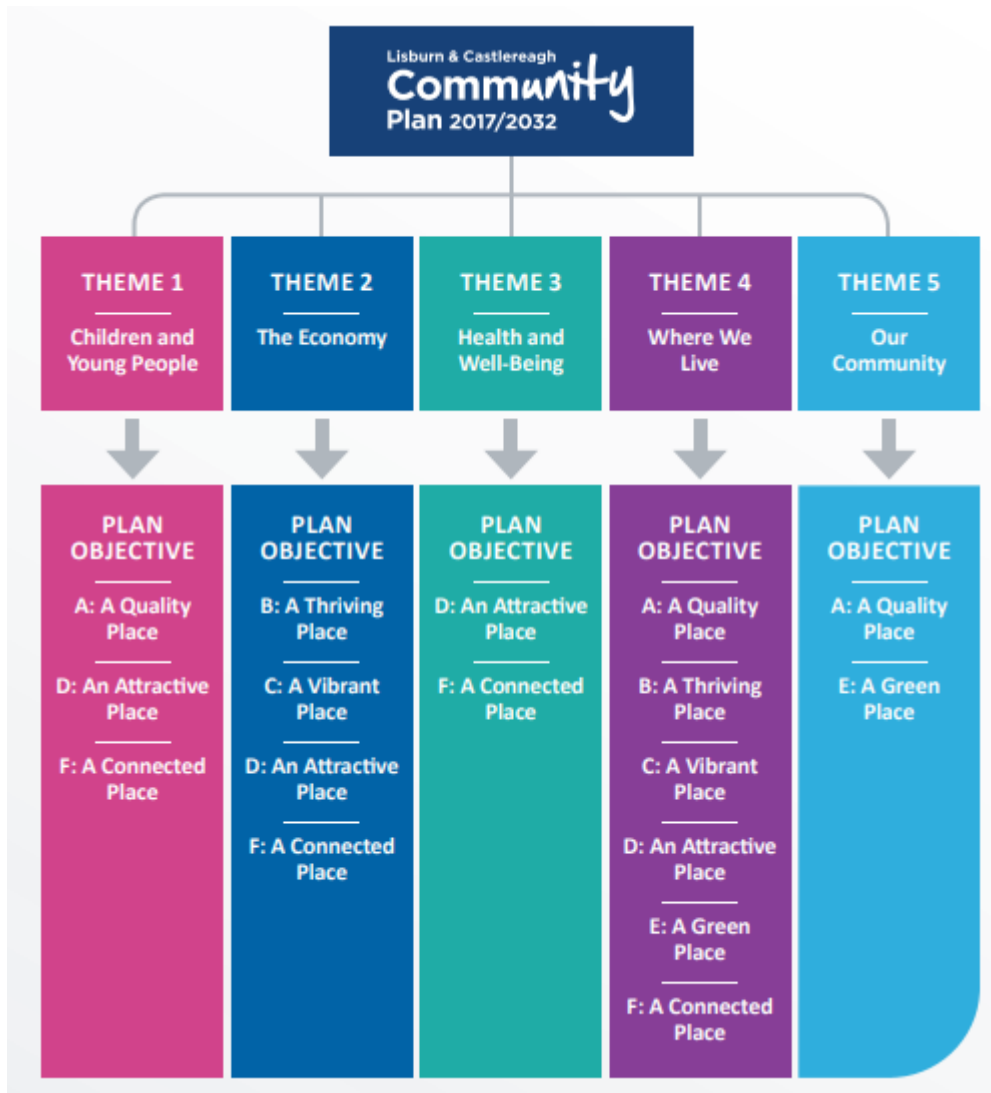 Lisburn & Castlereagh
Community
Plan 2017/2032
THEME 1
Children and
Young People
THEME 2
The Economy
THEME 3
Health and
Well-Being
THEME 4
Where We
Live
THEME 5
Our
Community
PLAN
OBJECTIVE
A: A Quality
Place
D: An Attractive
Place
F: A Connected
Place
PLAN
OBJECTIVE
B: A Thriving
Place
C: A Vibrant
Place
D: An Attractive
Place
F: A Connected
Place
PLAN
OBJECTIVE
D: An Attractive
Place
F: A Connected
Place
PLAN
OBJECTIVE
A: A Quality
Place
B: A Thriving
Place
C: A Vibrant
Place
D: An Attractive
Place
E: A Green
Place
F: A Connected
Place
PLAN
OBJECTIVE
A: A Quality
Place
E: A Green
Place